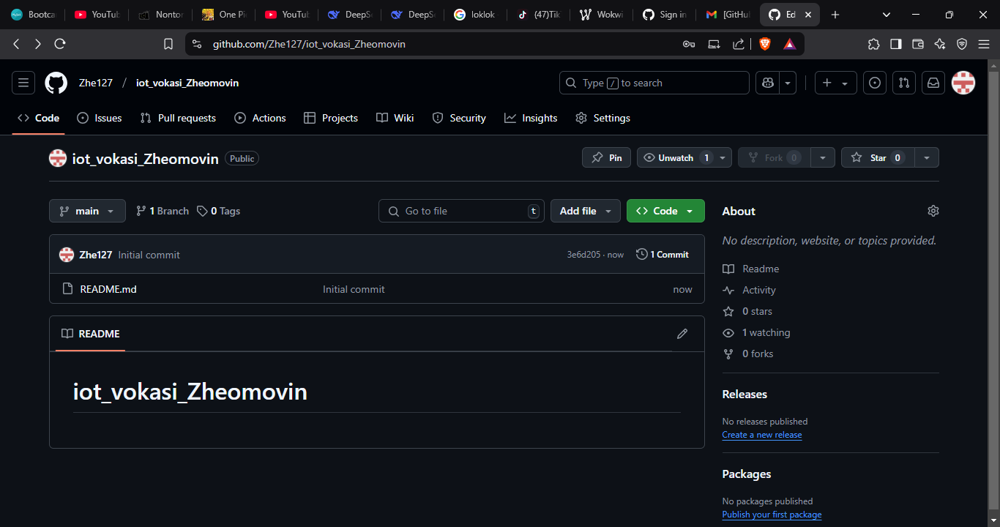 Bootca YouTub Nontor One Pi YouTub DeepSe DeepSe loklok (47)Tik Wokwi Sign in [GitHub Ed
github.com/Zhe127/iot_vokasi_Zheomovin
Zhe127 / iot_vokasi_Zheomovin Type / to search
Code Issues Pull requests Actions Projects Wiki Security Insights Settings
iot_vokasi_Zheomovin Public Pin Unwatch 1 Fork 0 Star 0
main 1 Branch 0 Tags Go to file t Add file Code
Zhe127 Initial commit 3e6d205 · now 1 Commit
README.md Initial commit now
README
iot_vokasi_Zheomovin
About
No description, website, or topics provided.
Readme
Activity
0 stars
1 watching
0 forks
Releases
No releases published
Create a new release
Packages
No packages published
Publish your first package